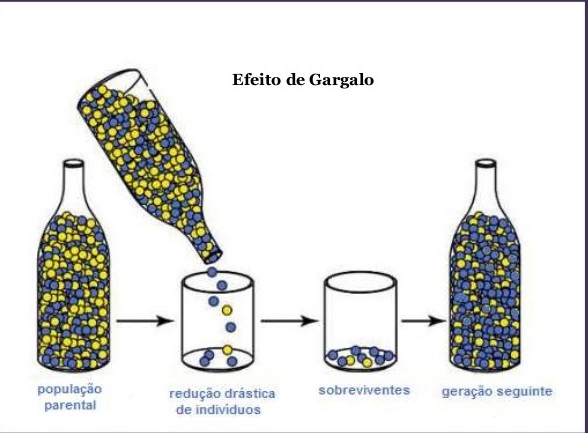 Efeito de Gargalo
população
parental
redução drástica
de indivíduos
sobreviventes
geração seguinte